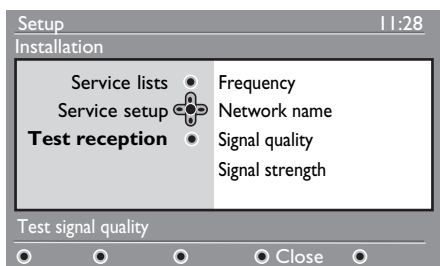 Setup 11:28
Installation
Service lists Frequency
Service setup Network name
Test reception Signal quality
Signal strength
Test signal quality
Close